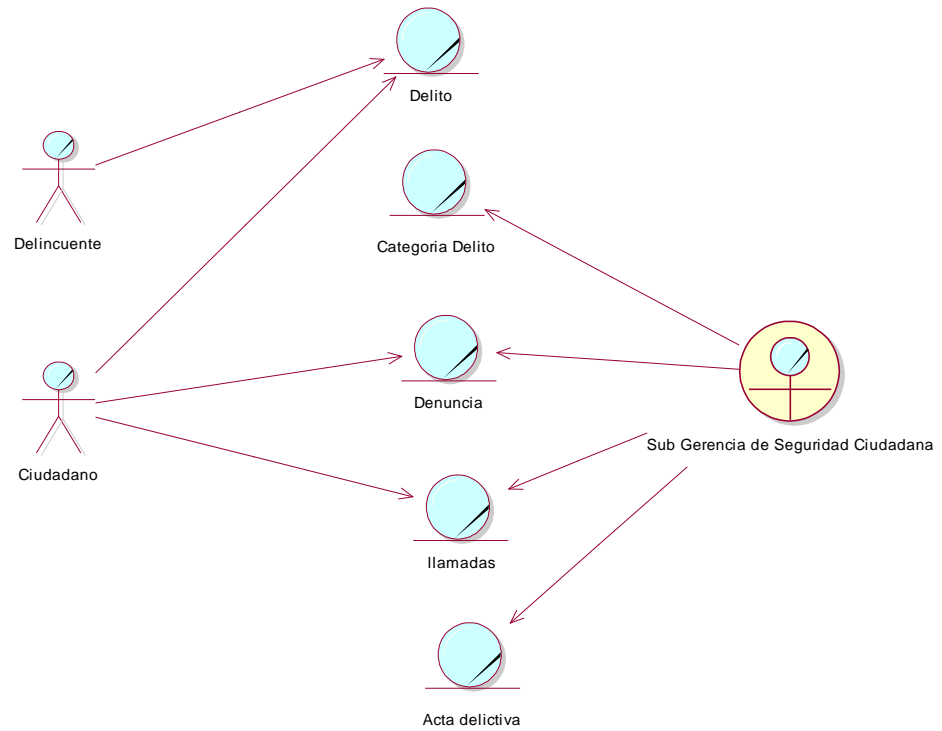 Delito
Delincuente
Categoria Delito
Ciudadano
Denuncia
Sub Gerencia de Seguridad Ciudadana
llamadas
Acta delictiva